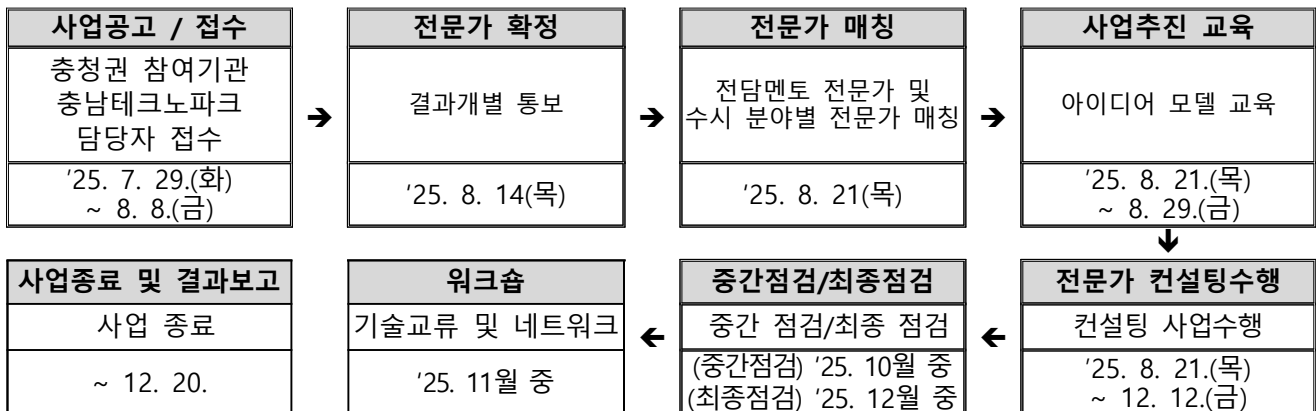 사업공고 / 접수
충청권 참여기관
충남테크노파크
담당자 접수
'25. 7. 29.(화)
~ 8. 8.(금)
➔
전문가 확정
결과개별 통보
'25. 8. 14(목)
➔
전문가 매칭
전담멘토 전문가 및
수시 분야별 전문가 매칭
'25. 8. 21(목)
➔
사업추진 교육
아이디어 모델 교육
'25. 8. 21.(목)
~ 8. 29.(금)
🡻
전문가 컨설팅수행
컨설팅 사업수행
'25. 8. 21.(목)
~ 12. 12.(금)
🡸
중간점검/최종점검
중간 점검/최종 점검
(중간점검) '25. 10월 중
(최종점검) '25. 12월 중
🡸
워크숍
기술교류 및 네트워크
'25. 11월 중
사업종료 및 결과보고
사업 종료
~ 12. 20.